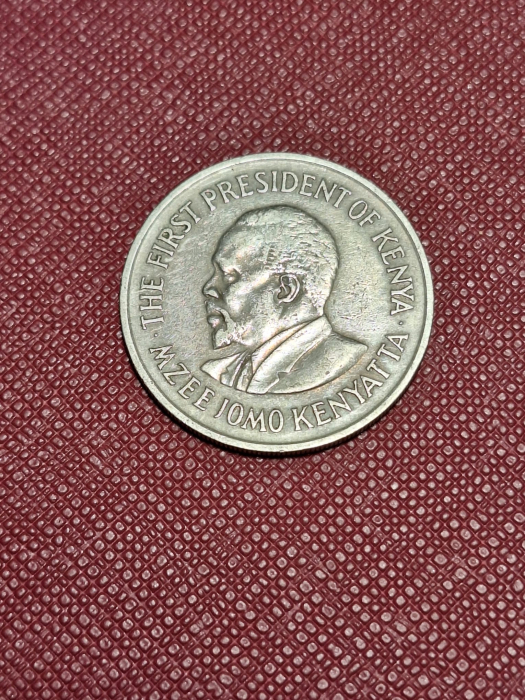 THE FIRST PRESIDENT OF KENYA
MZEE JOMO KENYATTA